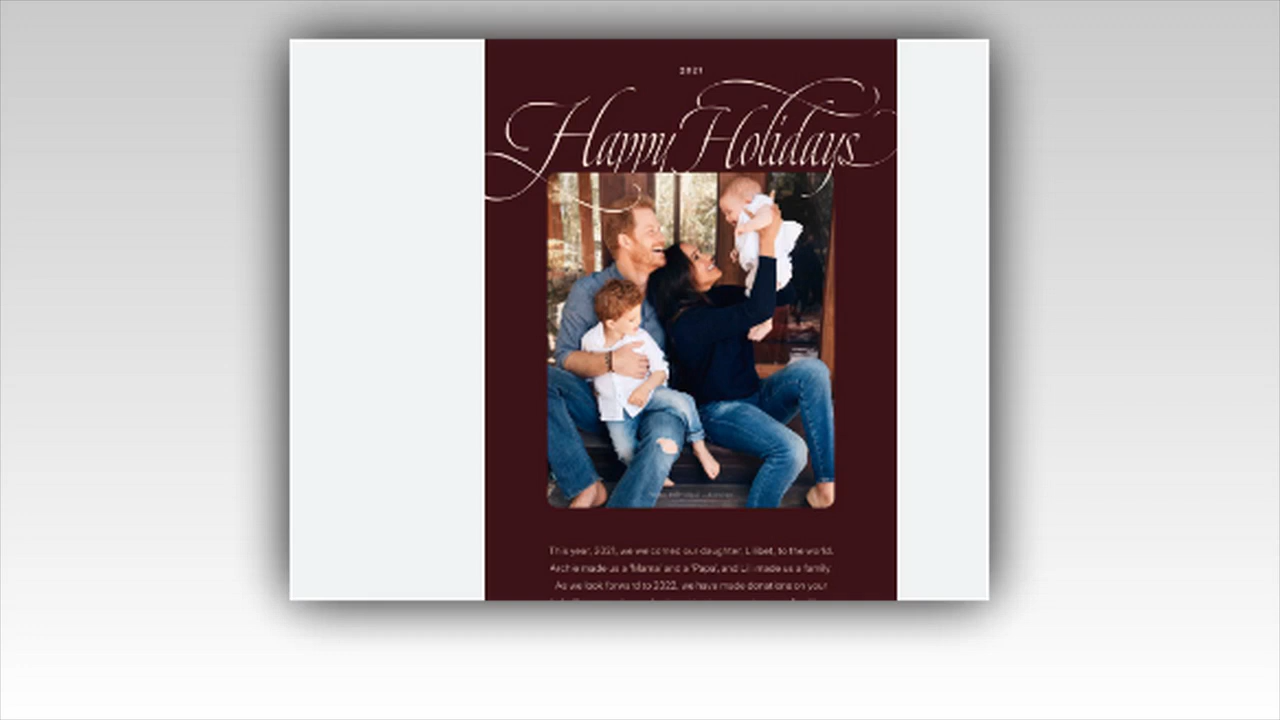 2021
Happy Holidays
This year, 2021, we welcomed our daughter, Lilibet, to the world.
Archie made us a 'Mama' and a 'Papa', and Lili made us a family.
As we look forward to 2022, we have made donations on your